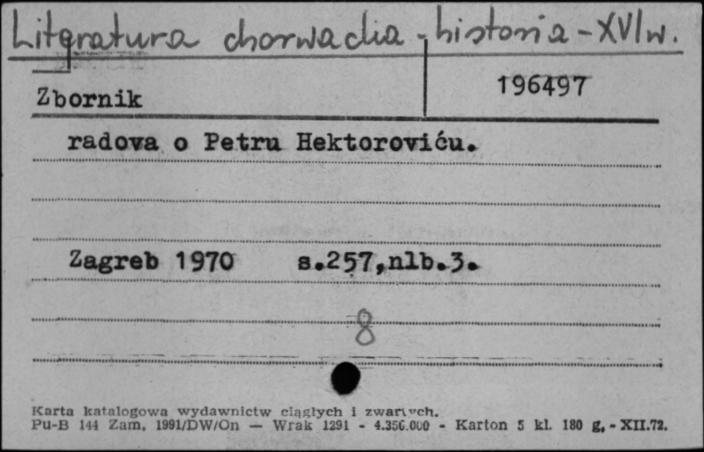 Literatura chorwacka - historia - XVI w.
196497
Zbornik
radova o Petru Hektoroviću.
Zagreb 1970 s.257,nlb.3.
8
Karta katalogowa wydawnictw ciągłych i zwartych.
Pu-B 144 Zam. 1991/DW/On — Wrak 1291 - 4.356.000 - Karton 5 kl. 180 g. - XII.72.